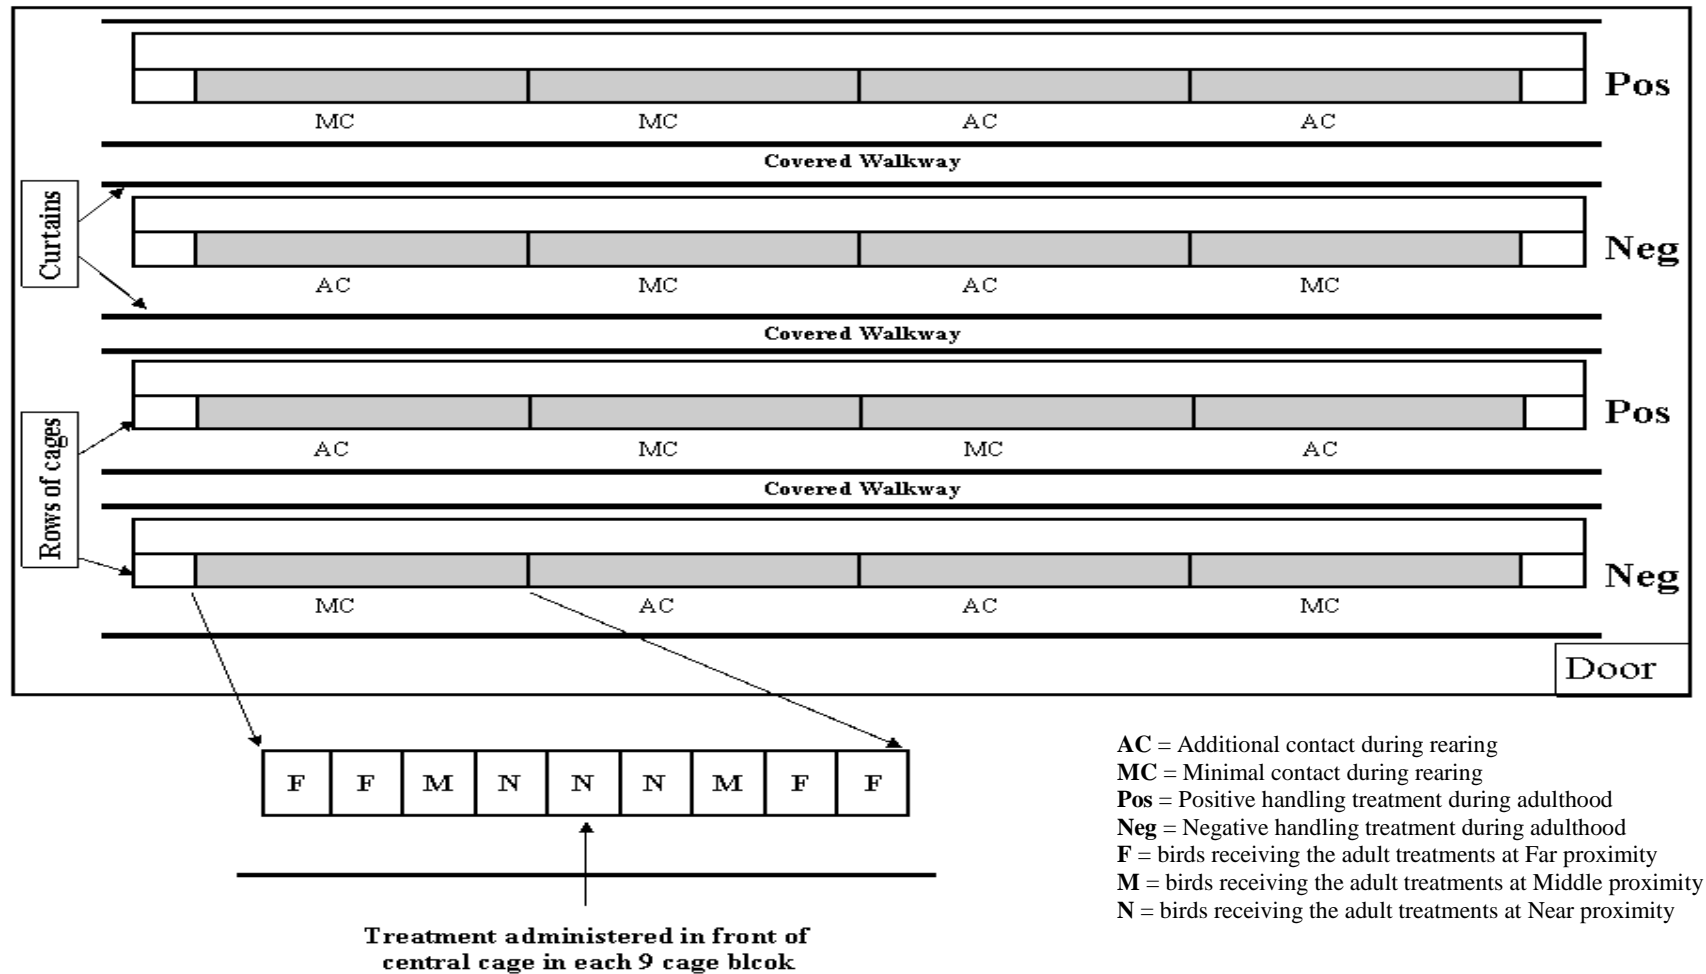 Pos
MC MC AC AC
Covered Walkway
Curtains
Neg
AC MC AC MC
Covered Walkway
Rows of cages
Pos
AC MC MC AC
Covered Walkway
Neg
MC AC AC MC
Door
F F M N N N M F F
Treatment administered in front of
central cage in each 9 cage blcok
AC = Additional contact during rearing
MC = Minimal contact during rearing
Pos = Positive handling treatment during adulthood
Neg = Negative handling treatment during adulthood
F = birds receiving the adult treatments at Far proximity
M = birds receiving the adult treatments at Middle proximity
N = birds receiving the adult treatments at Near proximity